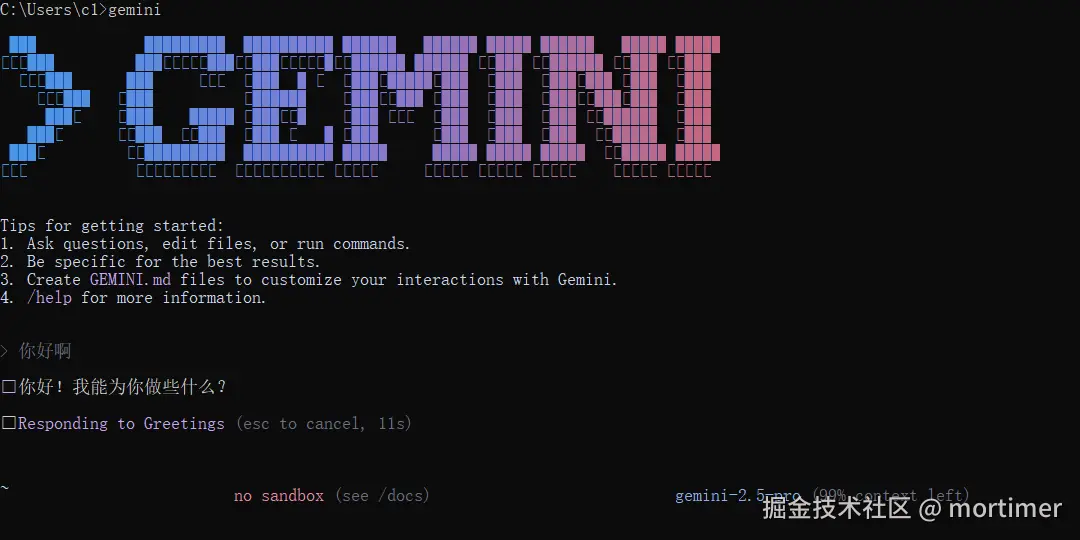 C:\Users\cl>gemini
> GEMINI
Tips for getting started:
1. Ask questions, edit files, or run commands.
2. Be specific for the best results.
3. Create GEMINI.md files to customize your interactions with Gemini.
4. /help for more information.
> 你好啊
□你好！我能为你做些什么？
□Responding to Greetings (esc to cancel, 11s)
~ no sandbox (see /docs) gemini-2.5-pro (99% context left)
掘金技术社区 @ mortimer